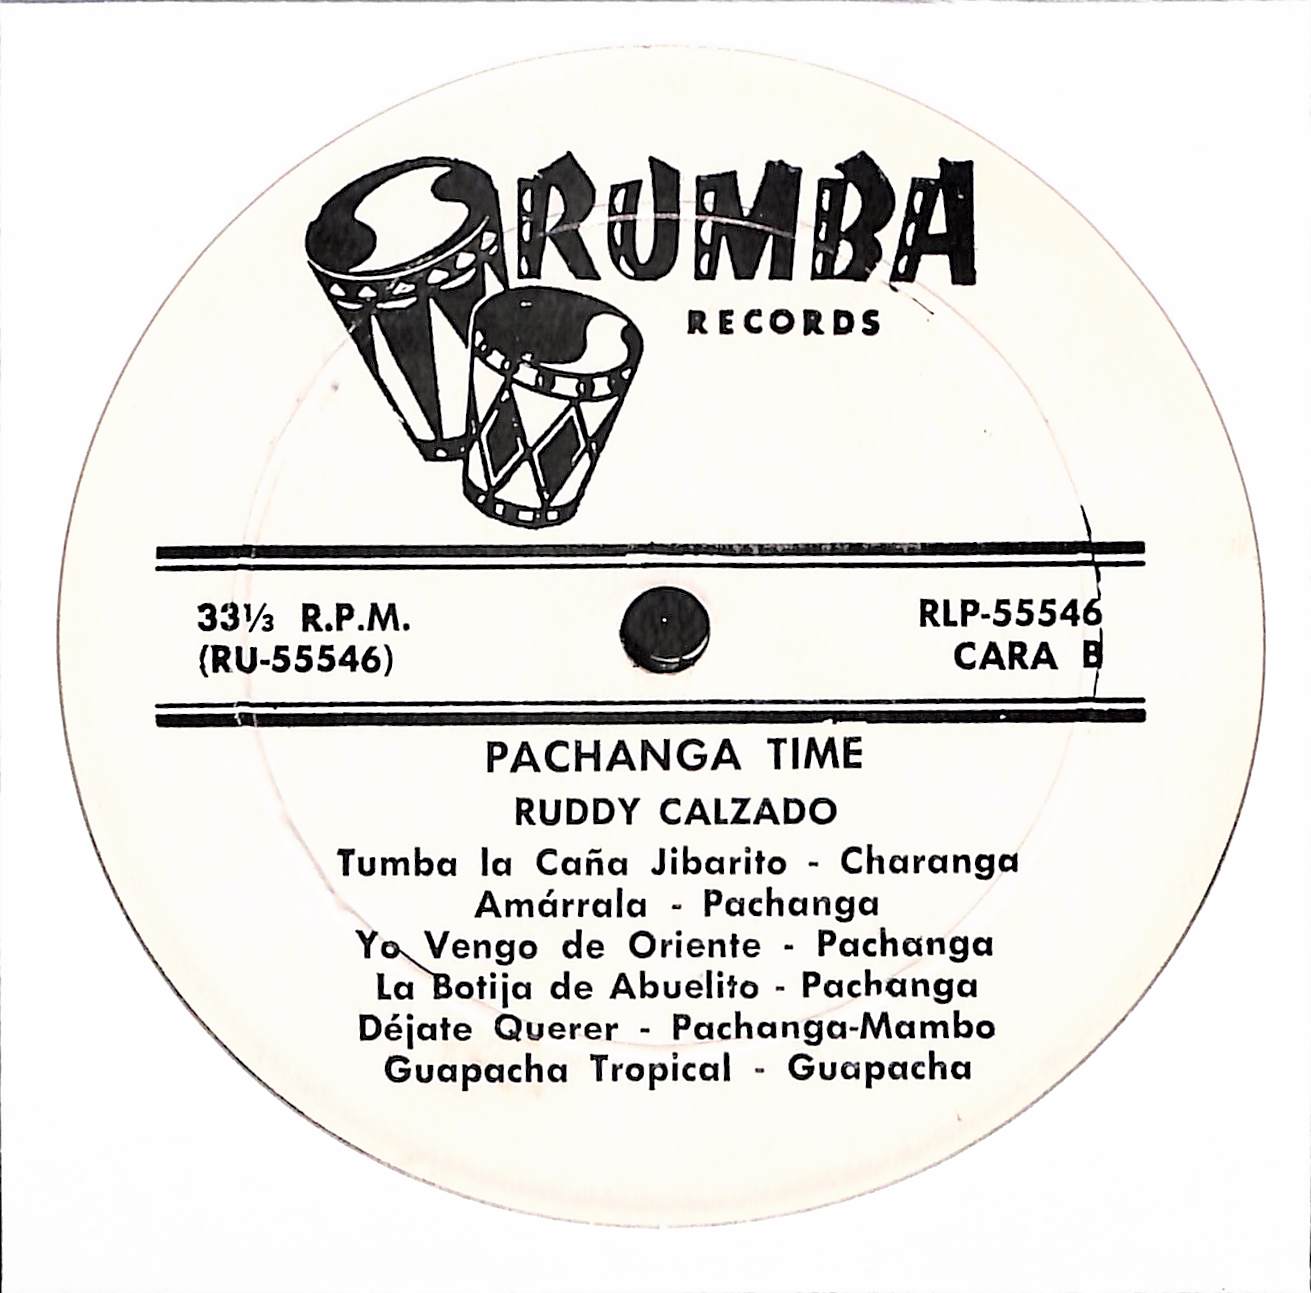 RUMBA
RECORDS
33⅓ R.P.M.
(RU-55546)
RLP-55546
CARA B
PACHANGA TIME
RUDDY CALZADO
Tumba la Caña Jibarito - Charanga
Amárrala - Pachanga
Yo Vengo de Oriente - Pachanga
La Botija de Abuelito - Pachanga
Déjate Querer - Pachanga-Mambo
Guapacha Tropical - Guapacha